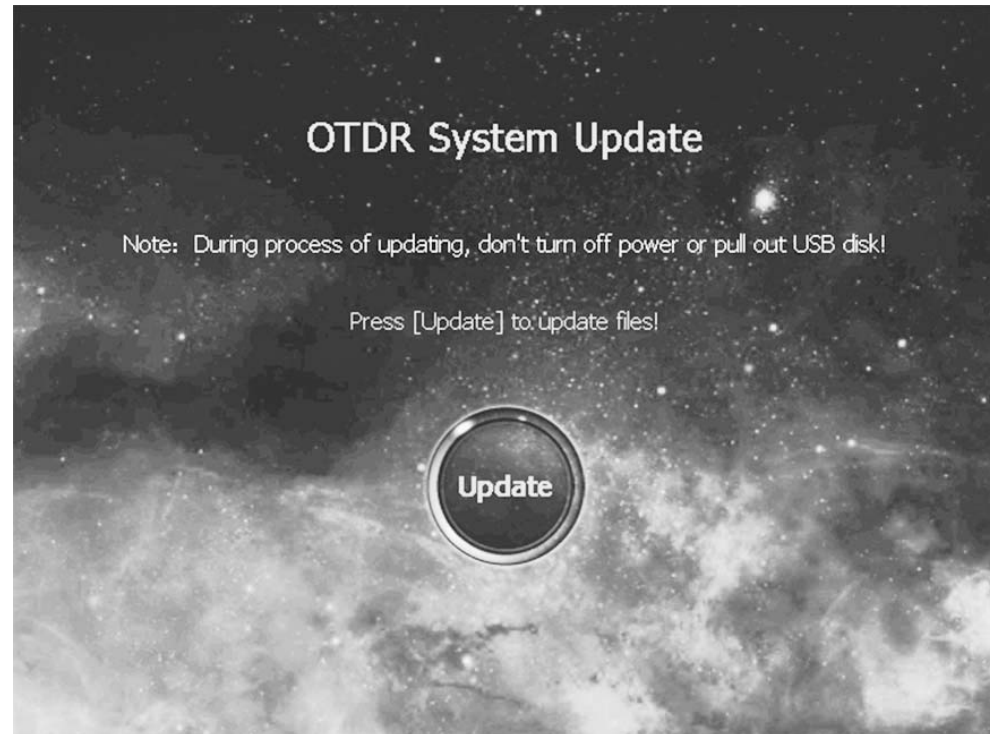 OTDR System Update
Note: During process of updating, don't turn off power or pull out USB disk!
Press [Update] to update files!
Update